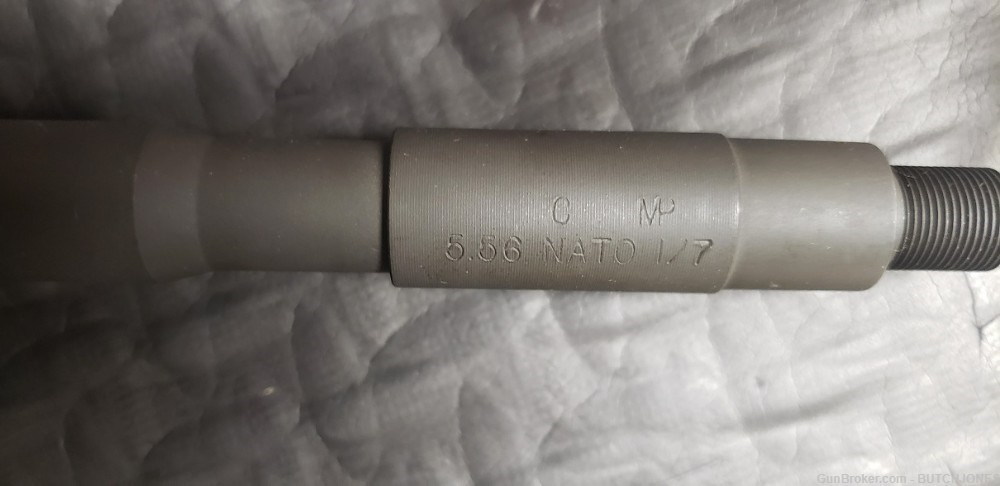 C MP
5.56 NATO 1/7
GunBroker.com - BUTCHJONES